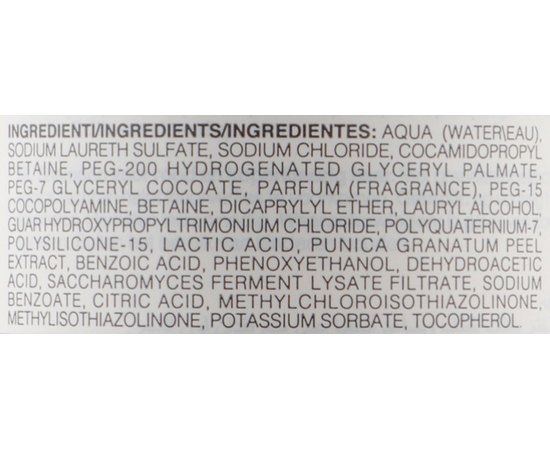 INGREDIENTI/INGREDIENTS/INGREDIENTES: AQUA (WATER\EAU),
SODIUM LAURETH SULFATE, SODIUM CHLORIDE, COCAMIDOPROPYL
BETAINE, PEG-200 HYDROGENATED GLYCERYL PALMATE,
PEG-7 GLYCERYL COCOATE, PARFUM (FRAGRANCE), PEG-15
COCOPOLYAMINE, BETAINE, DICAPRYLYL ETHER, LAURYL ALCOHOL,
GUAR HYDROXYPROPYLTRIMONIUM CHLORIDE, POLYQUATERNIUM-7,
POLYSILICONE-15, LACTIC ACID, PUNICA GRANATUM PEEL
EXTRACT, BENZOIC ACID, PHENOXYETHANOL, DEHYDROACETIC
ACID, SACCHAROMYCES FERMENT LYSATE FILTRATE, SODIUM
BENZOATE, CITRIC ACID, METHYLCHLOROISOTHIAZOLINONE,
METHYLISOTHIAZOLINONE, POTASSIUM SORBATE, TOCOPHEROL.